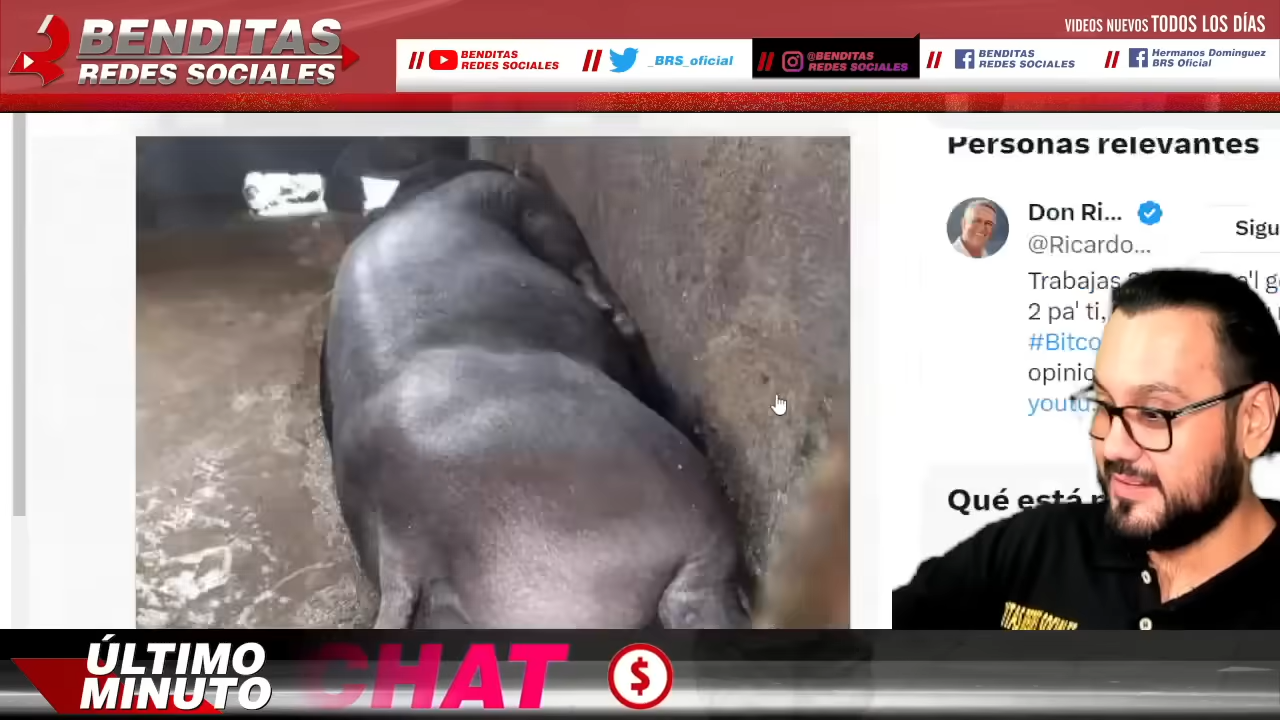 BENDITAS
REDES SOCIALES
VIDEOS NUEVOS TODOS LOS DÍAS
BENDITAS
REDES SOCIALES
_BRS_oficial
@BENDITAS
REDES SOCIALES
BENDITAS
REDES SOCIALES
Hermanos Dominguez
BRS Oficial
Personas relevantes
Don Ri...
@Ricardo...
Sigu
Trabajas
2 pa' ti,
#Bitco
opinio
youtu.
Qué está
ÚLTIMO
MINUTO
CHAT
$